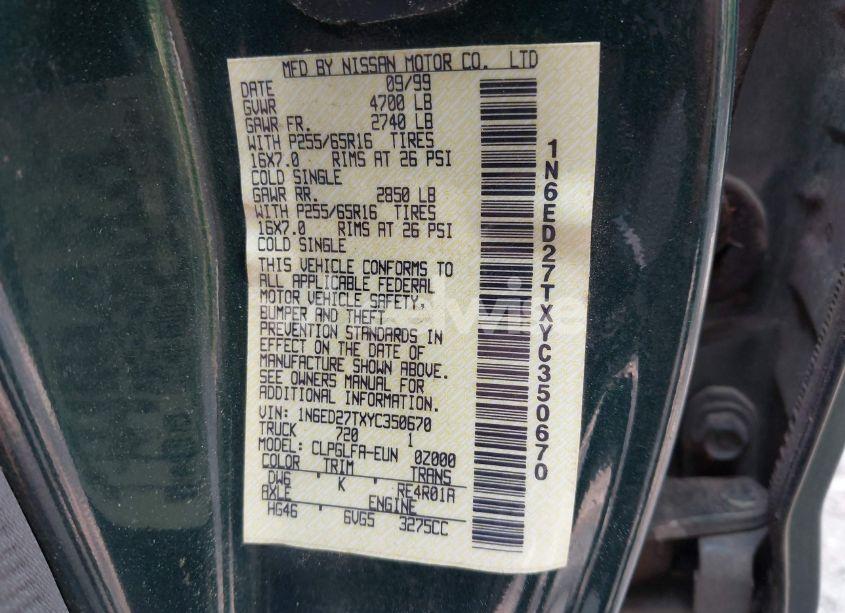 MFD BY NISSAN MOTOR CO. LTD
DATE 09/99
GVWR 4700 LB
GAWR FR. 2740 LB
WITH P255/65R16 TIRES
16X7.0 RIMS AT 26 PSI
COLD SINGLE
GAWR RR. 2850 LB
WITH P255/65R16 TIRES
16X7.0 RIMS AT 26 PSI
COLD SINGLE
THIS VEHICLE CONFORMS TO
ALL APPLICABLE FEDERAL
MOTOR VEHICLE SAFETY,
BUMPER AND THEFT
PREVENTION STANDARDS IN
EFFECT ON THE DATE OF
MANUFACTURE SHOWN ABOVE.
SEE OWNERS MANUAL FOR
ADDITIONAL INFORMATION.
VIN: 1N6ED27TXYC350670
TRUCK 720 1
MODEL: CLPGLFA-EUN 0Z000
COLOR TRIM TRANS
DW6 K RE4R01A
AXLE ENGINE
HG46 6VG5 3275CC
1N6ED27TXYC350670